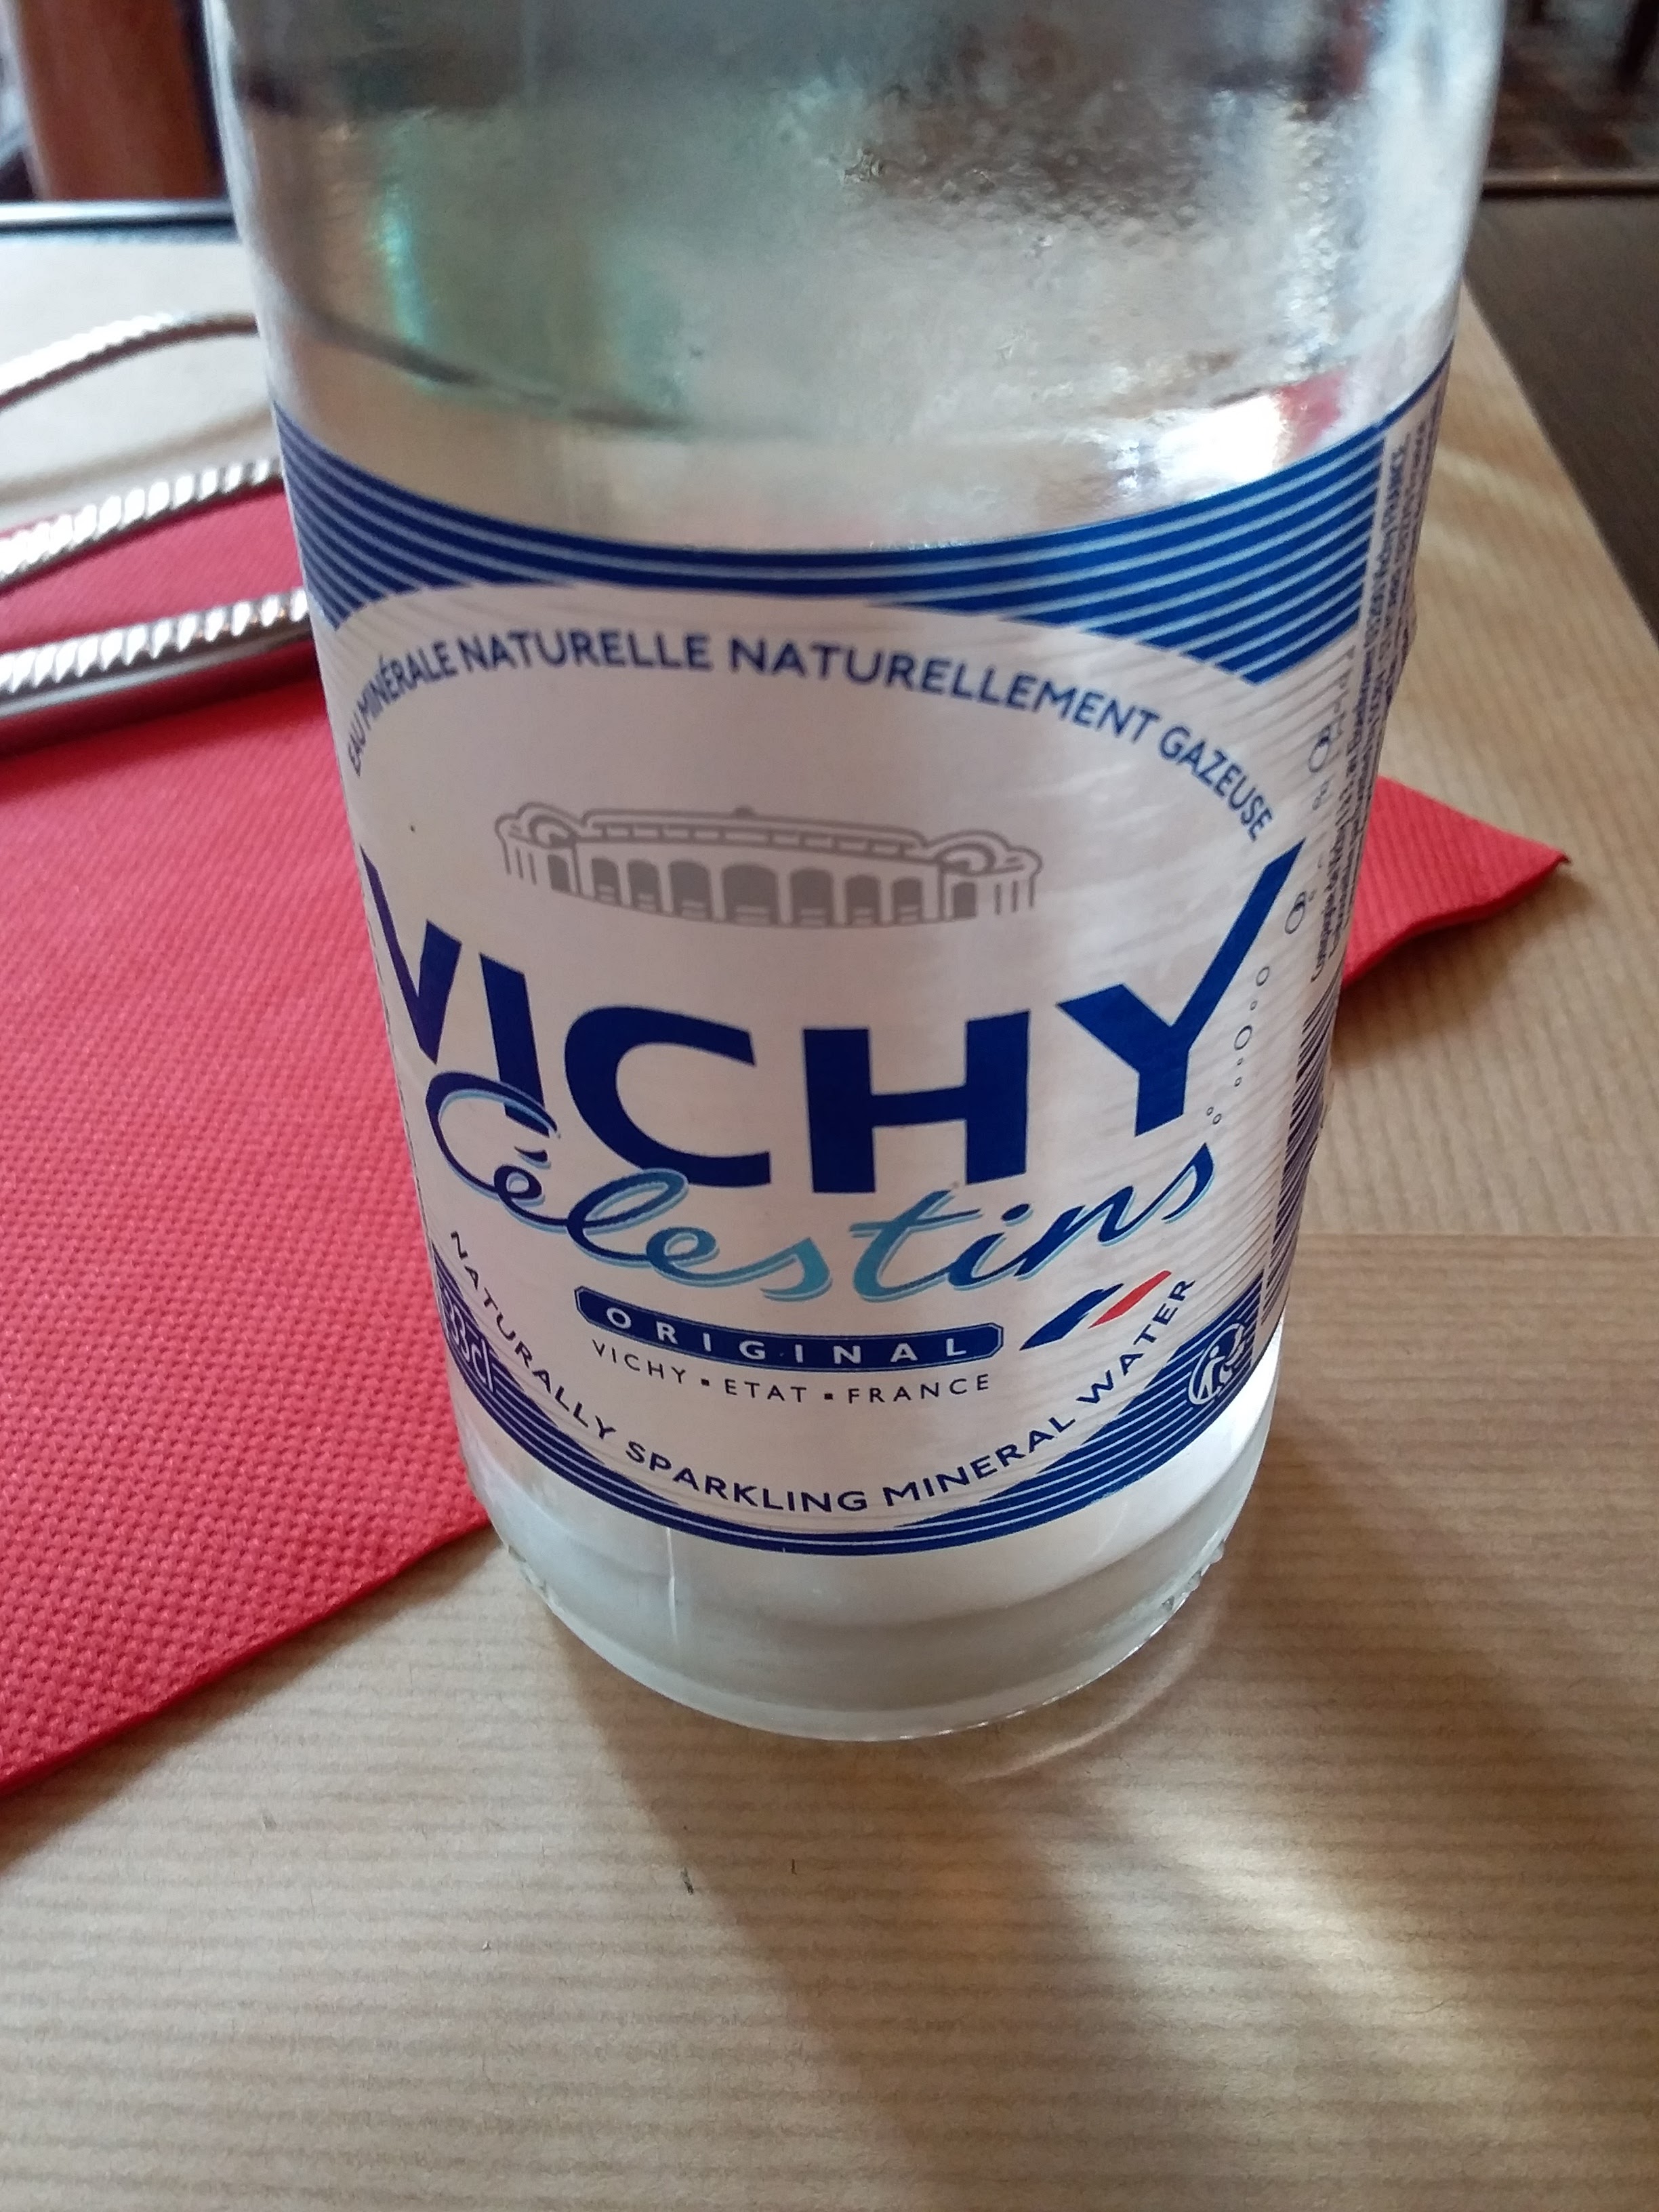 EAU MINÉRALE NATURELLE NATURELLEMENT GAZEUSE
VICHY
Célestins
ORIGINAL
VICHY ▪ ETAT ▪ FRANCE
NATURALLY SPARKLING MINERAL WATER